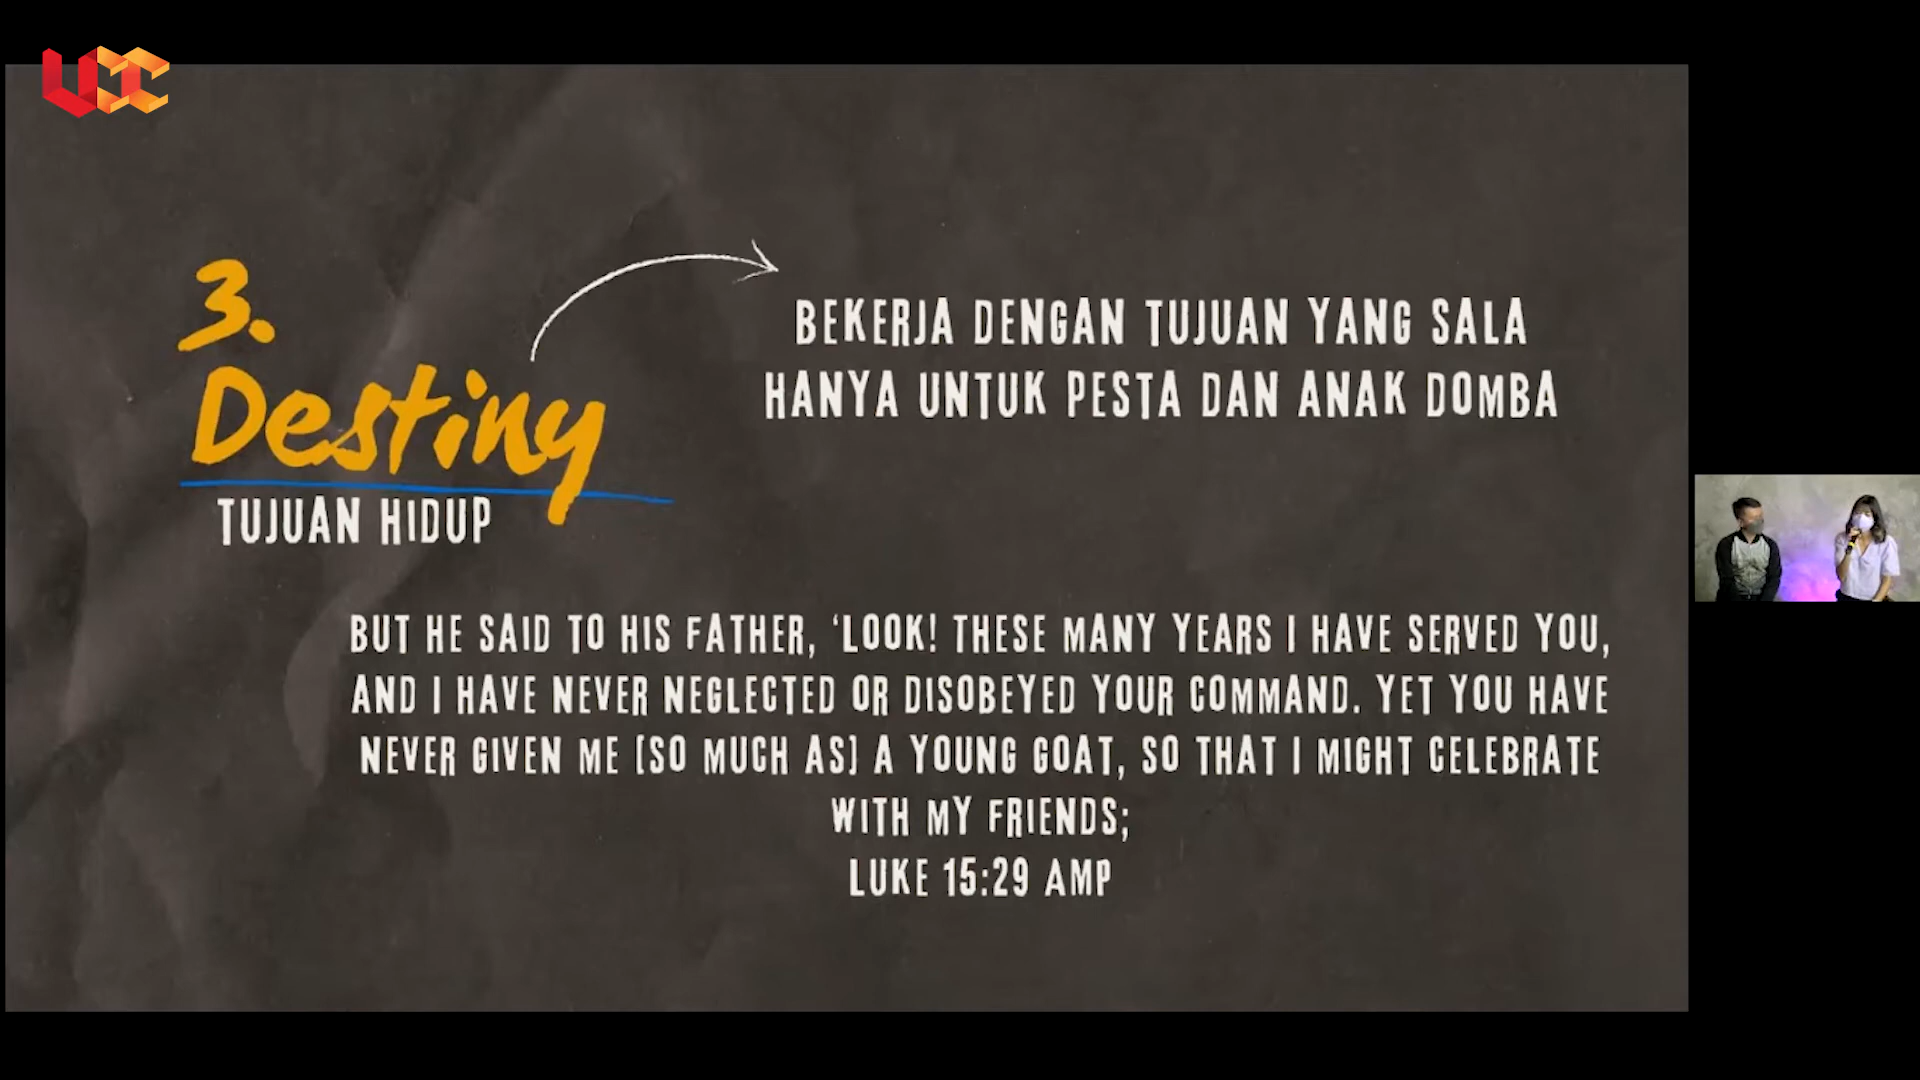 UCC
3.
Destiny
TUJUAN HIDUP
BEKERJA DENGAN TUJUAN YANG SALA
HANYA UNTUK PESTA DAN ANAK DOMBA
BUT HE SAID TO HIS FATHER, ‘LOOK! THESE MANY YEARS I HAVE SERVED YOU,
AND I HAVE NEVER NEGLECTED OR DISOBEYED YOUR COMMAND. YET YOU HAVE
NEVER GIVEN ME [SO MUCH AS] A YOUNG GOAT, SO THAT I MIGHT CELEBRATE
WITH MY FRIENDS;
LUKE 15:29 AMP